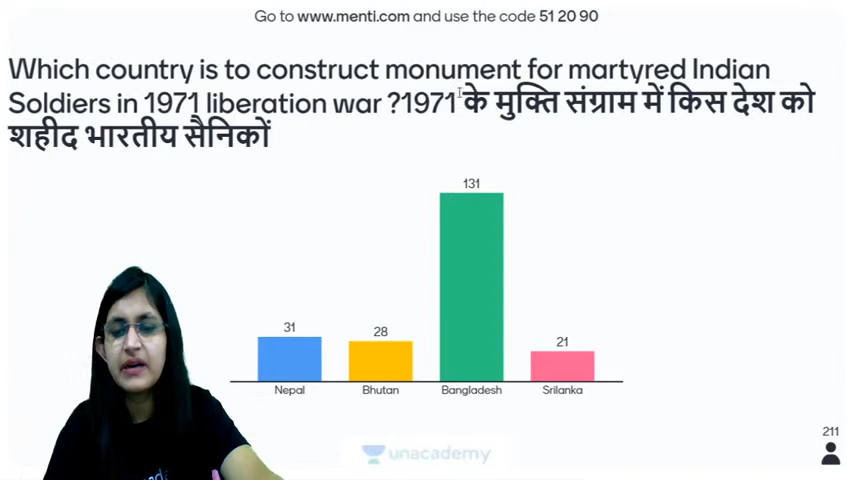 Go to www.menti.com and use the code 51 20 90
Which country is to construct monument for martyred Indian
Soldiers in 1971 liberation war ?1971 के मुक्ति संग्राम में किस देश को
शहीद भारतीय सैनिकों
131
31
28
21
Nepal Bhutan Bangladesh Srilanka
211
unacademy